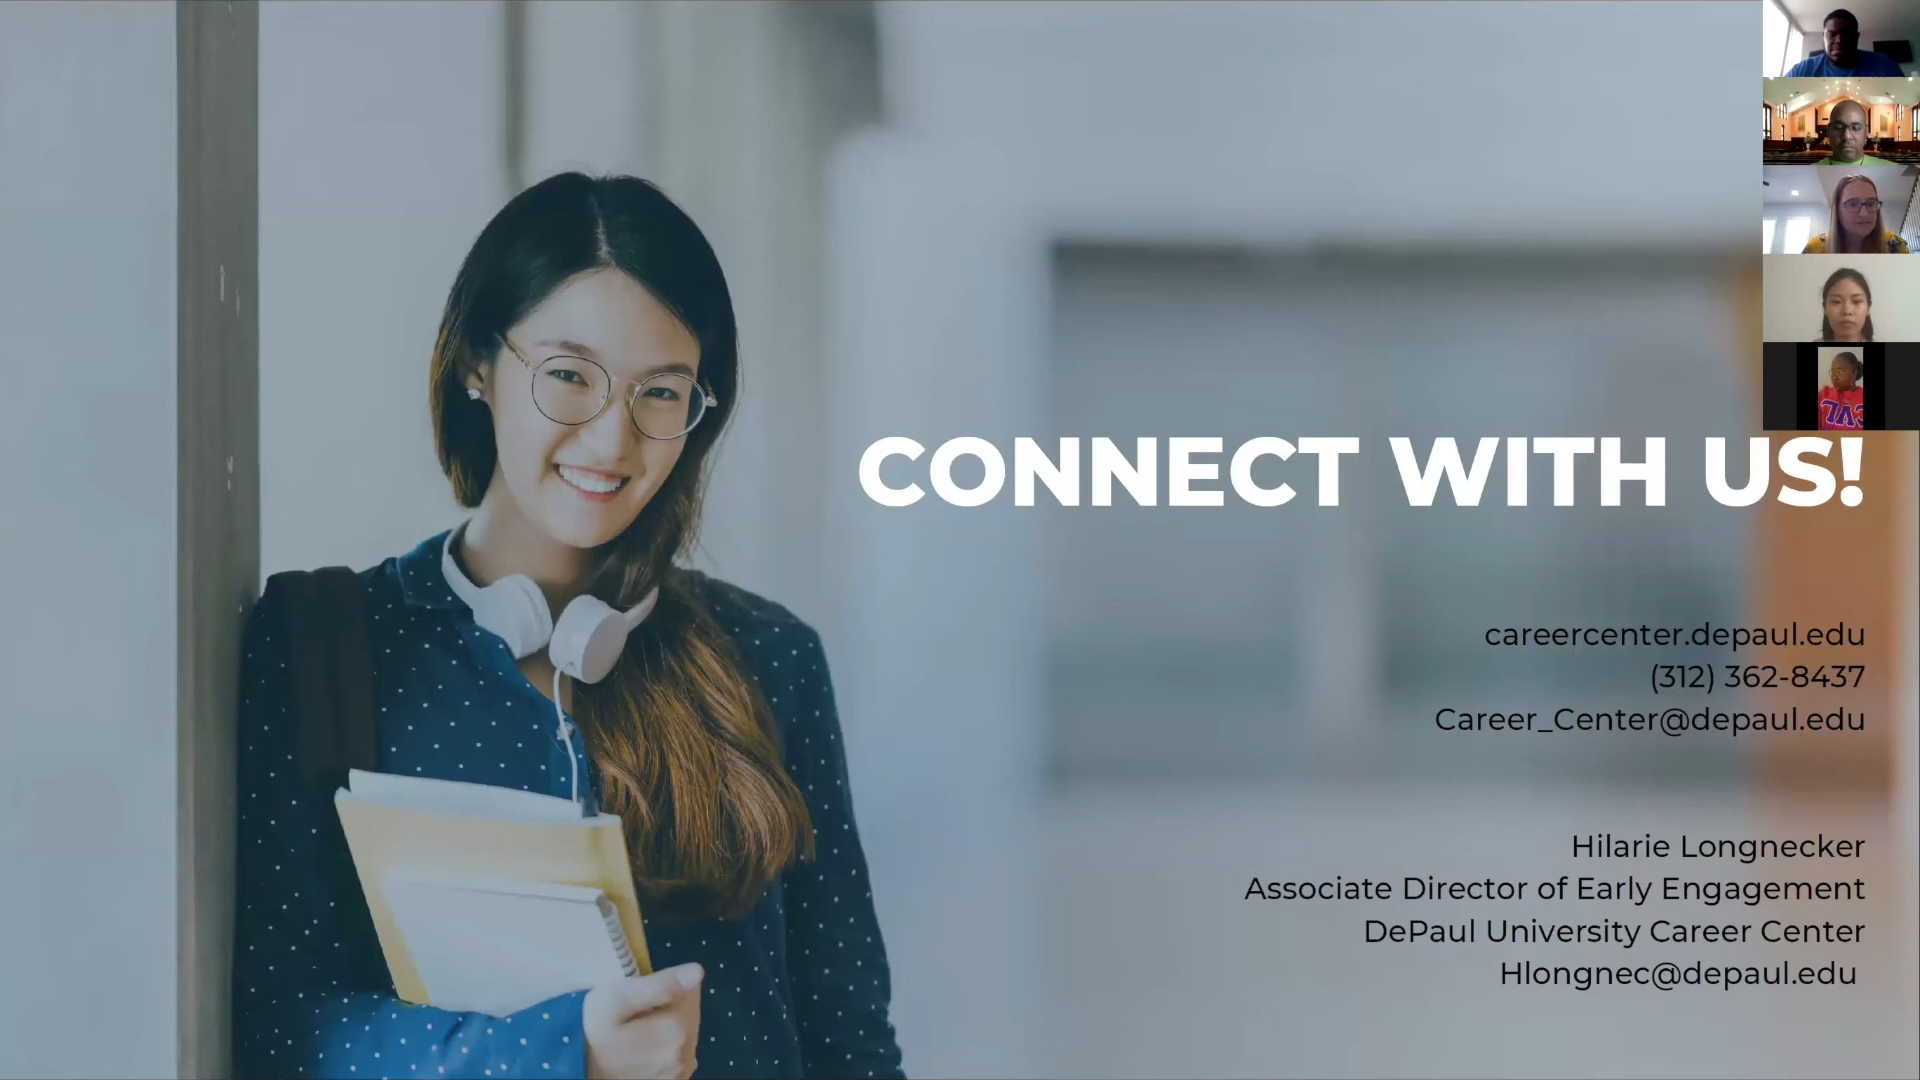 CONNECT WITH US!
careercenter.depaul.edu
(312) 362-8437
Career_Center@depaul.edu
Hilarie Longnecker
Associate Director of Early Engagement
DePaul University Career Center
Hlongnec@depaul.edu